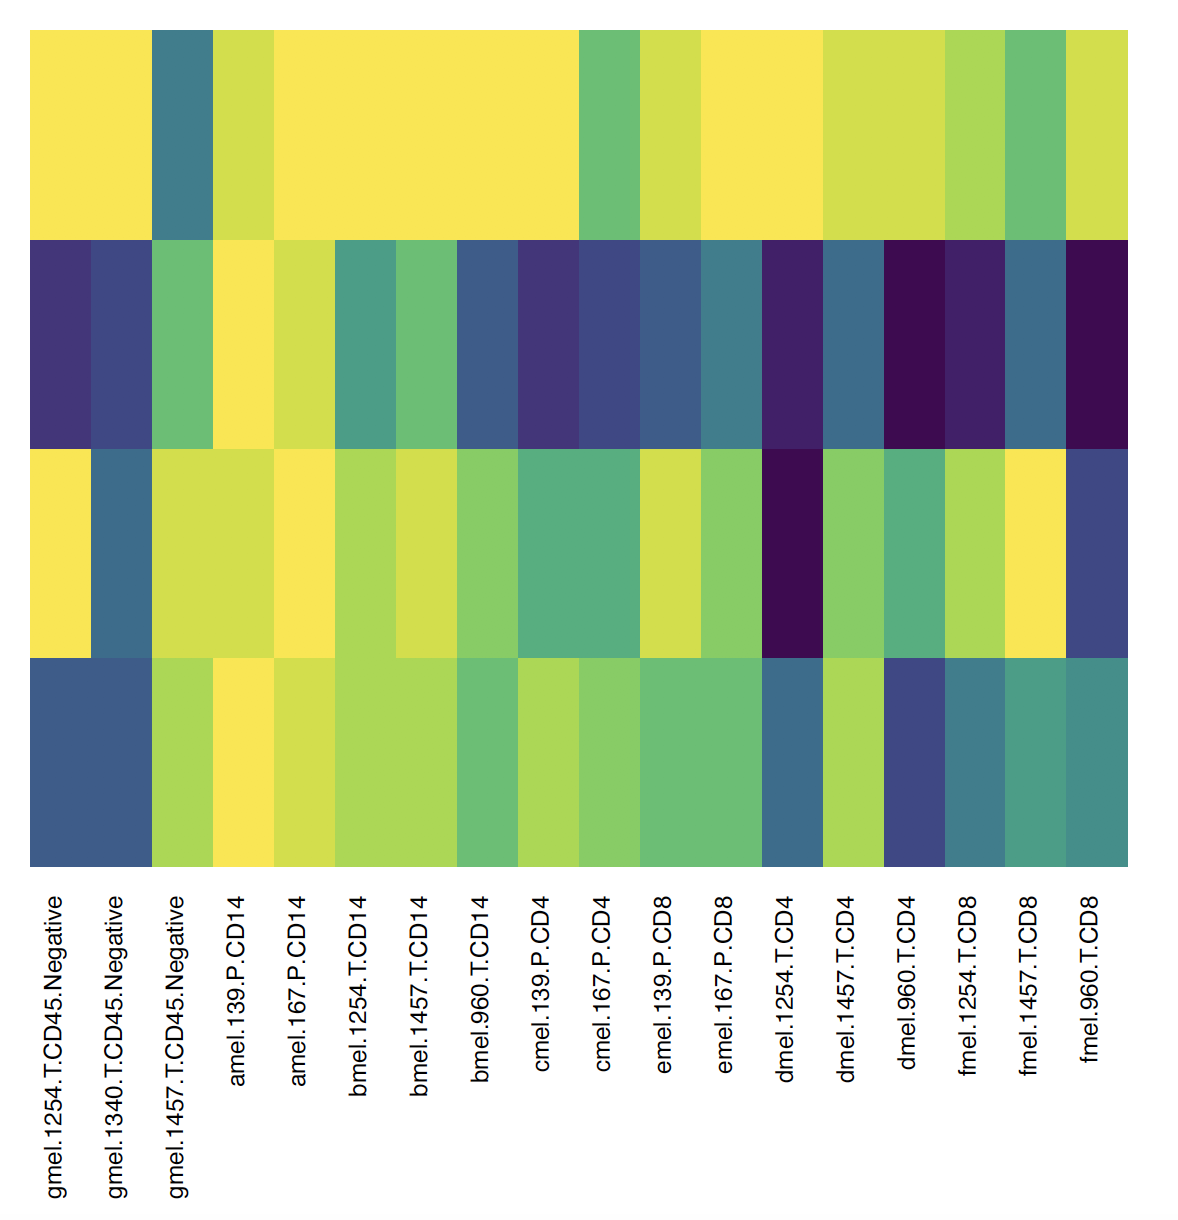 gmel.1254.T.CD45.Negative
gmel.1340.T.CD45.Negative
gmel.1457.T.CD45.Negative
amel.139.P.CD14
amel.167.P.CD14
bmel.1254.T.CD14
bmel.1457.T.CD14
bmel.960.T.CD14
cmel.139.P.CD4
cmel.167.P.CD4
emel.139.P.CD8
emel.167.P.CD8
dmel.1254.T.CD4
dmel.1457.T.CD4
dmel.960.T.CD4
fmel.1254.T.CD8
fmel.1457.T.CD8
fmel.960.T.CD8